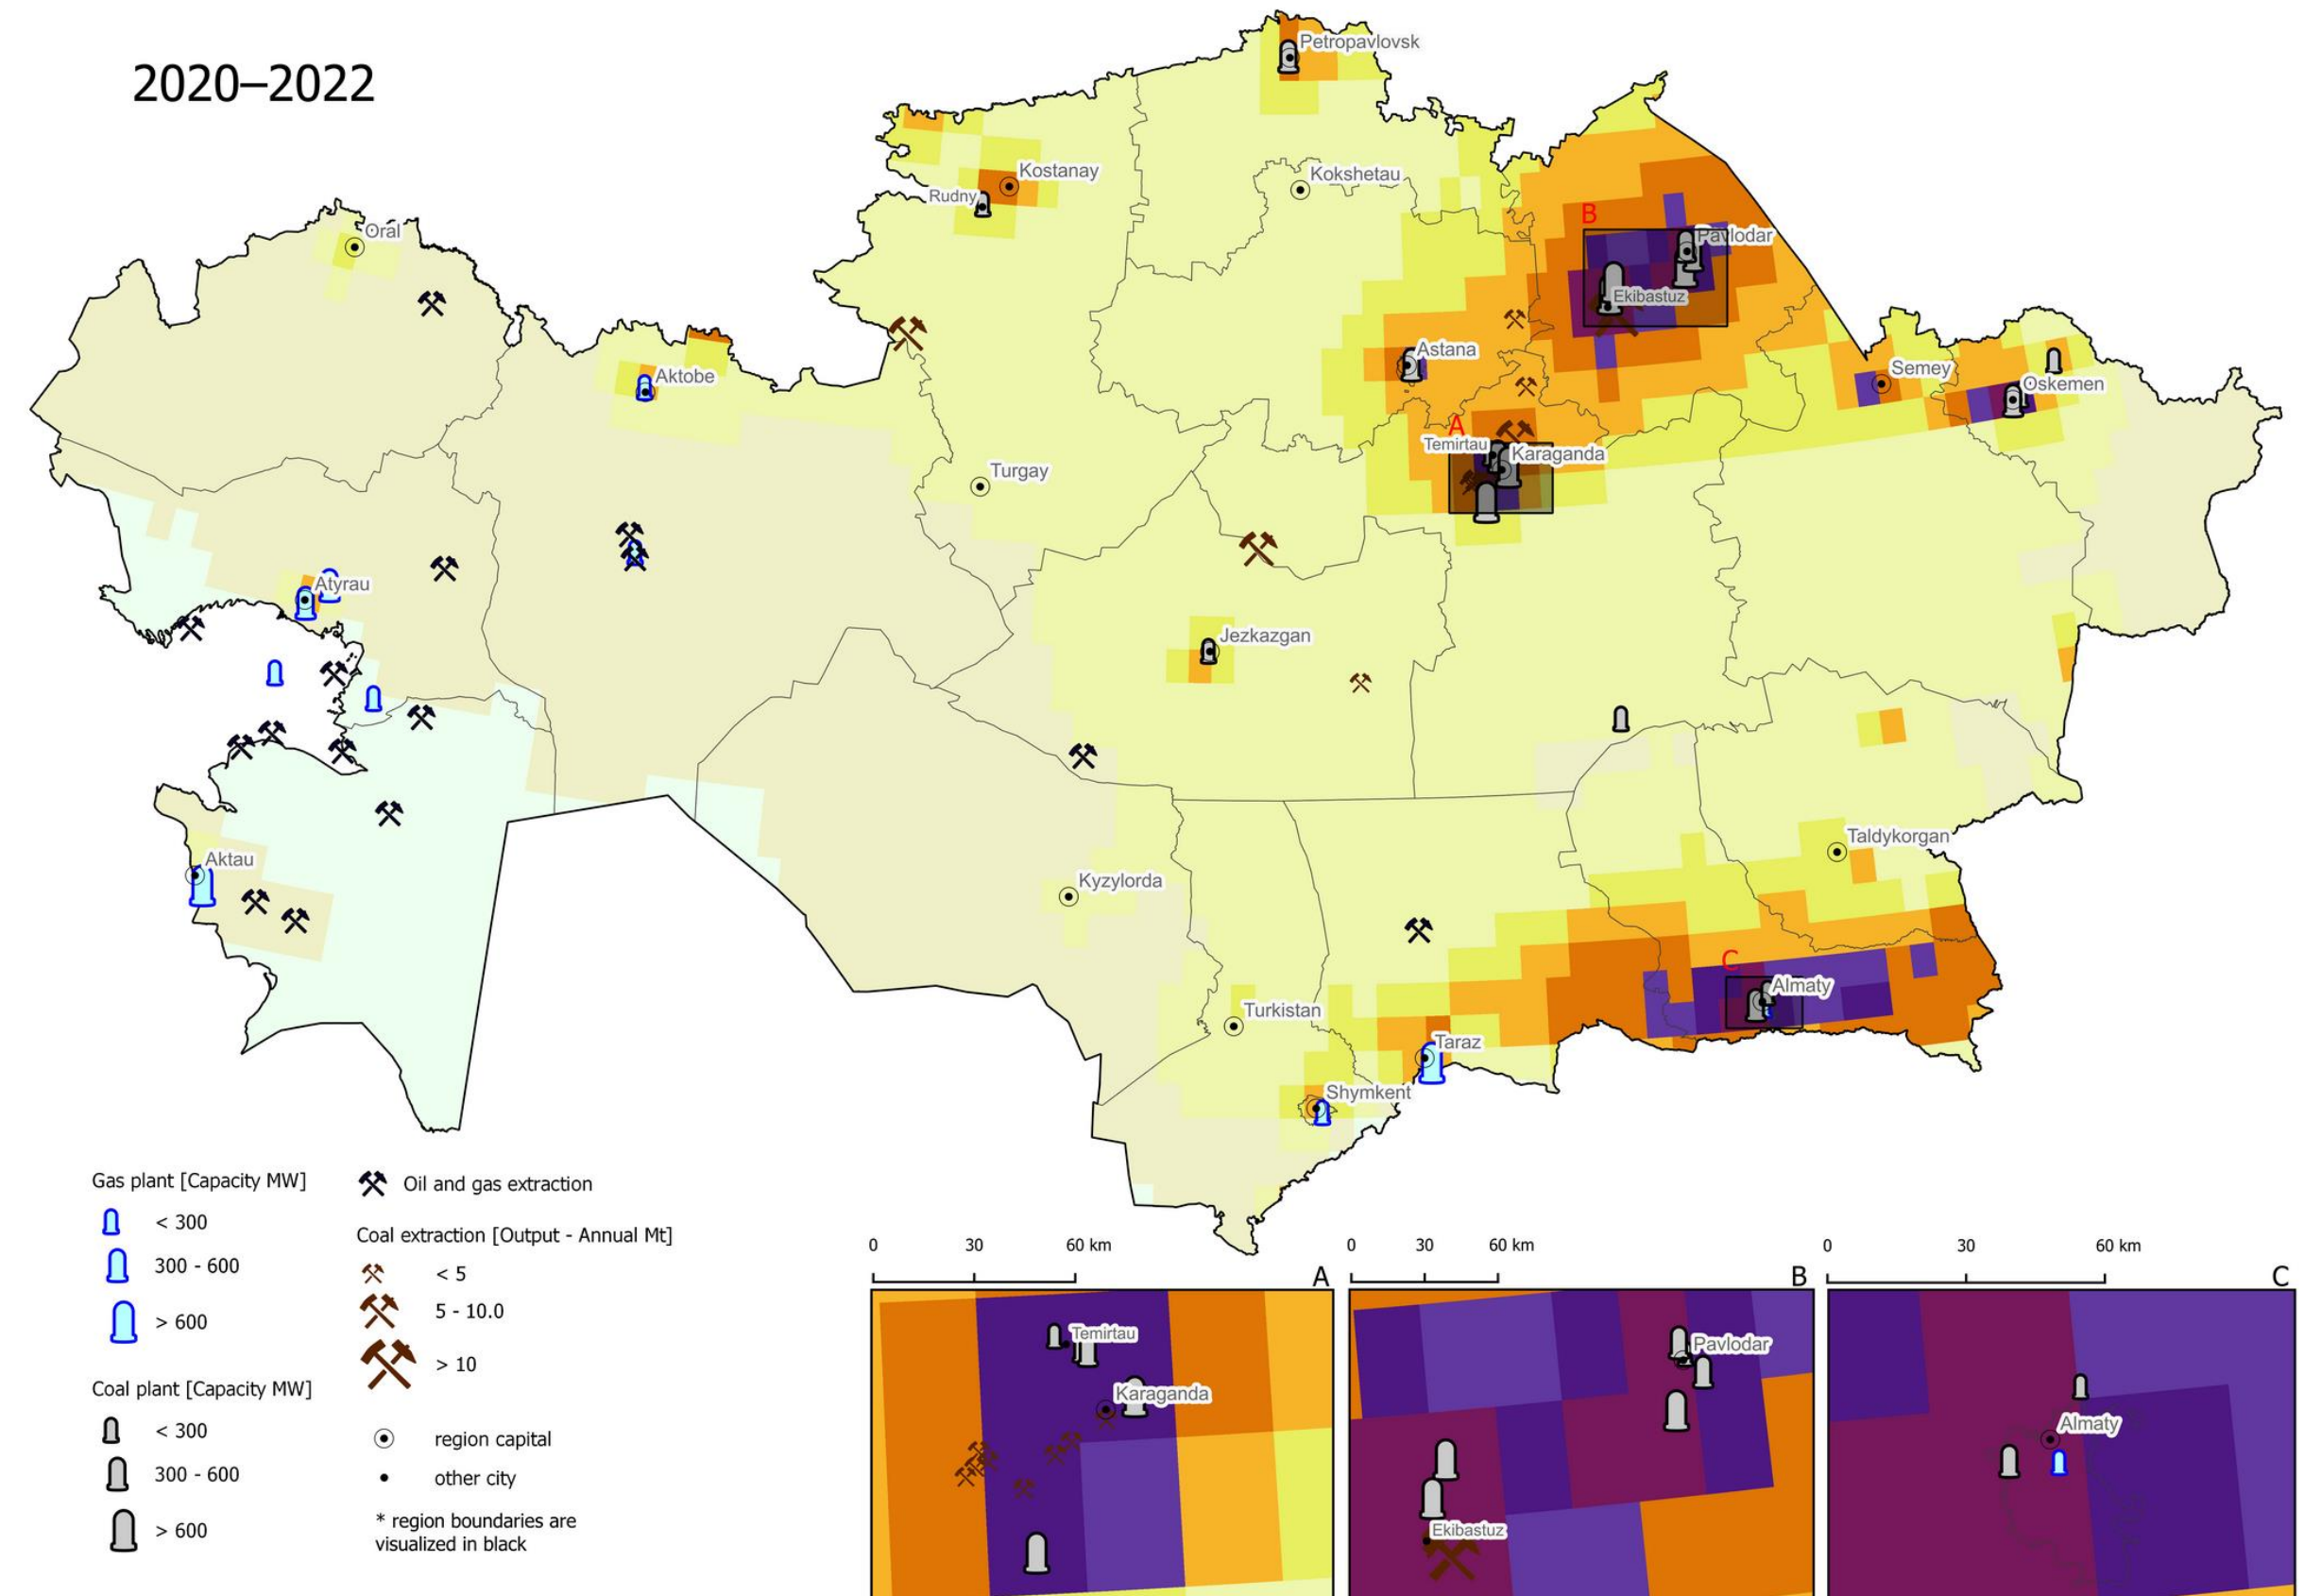 2020–2022
Petropavlovsk
Kostanay
Rudny
Kokshetau
Oral
B
Pavlodar
Ekibastuz
Astana
Aktobe
Semey
Oskemen
A
Temirtau
Karaganda
Turgay
Atyrau
Jezkazgan
Taldykorgan
Aktau
Kyzylorda
C
Almaty
Turkistan
Taraz
Shymkent
Gas plant [Capacity MW]
< 300
300 - 600
> 600
Coal plant [Capacity MW]
< 300
300 - 600
> 600
Oil and gas extraction
Coal extraction [Output - Annual Mt]
< 5
5 - 10.0
> 10
region capital
other city
* region boundaries are
visualized in black
0 30 60 km
A
Temirtau
Karaganda
0 30 60 km
B
Pavlodar
Ekibastuz
0 30 60 km
C
Almaty